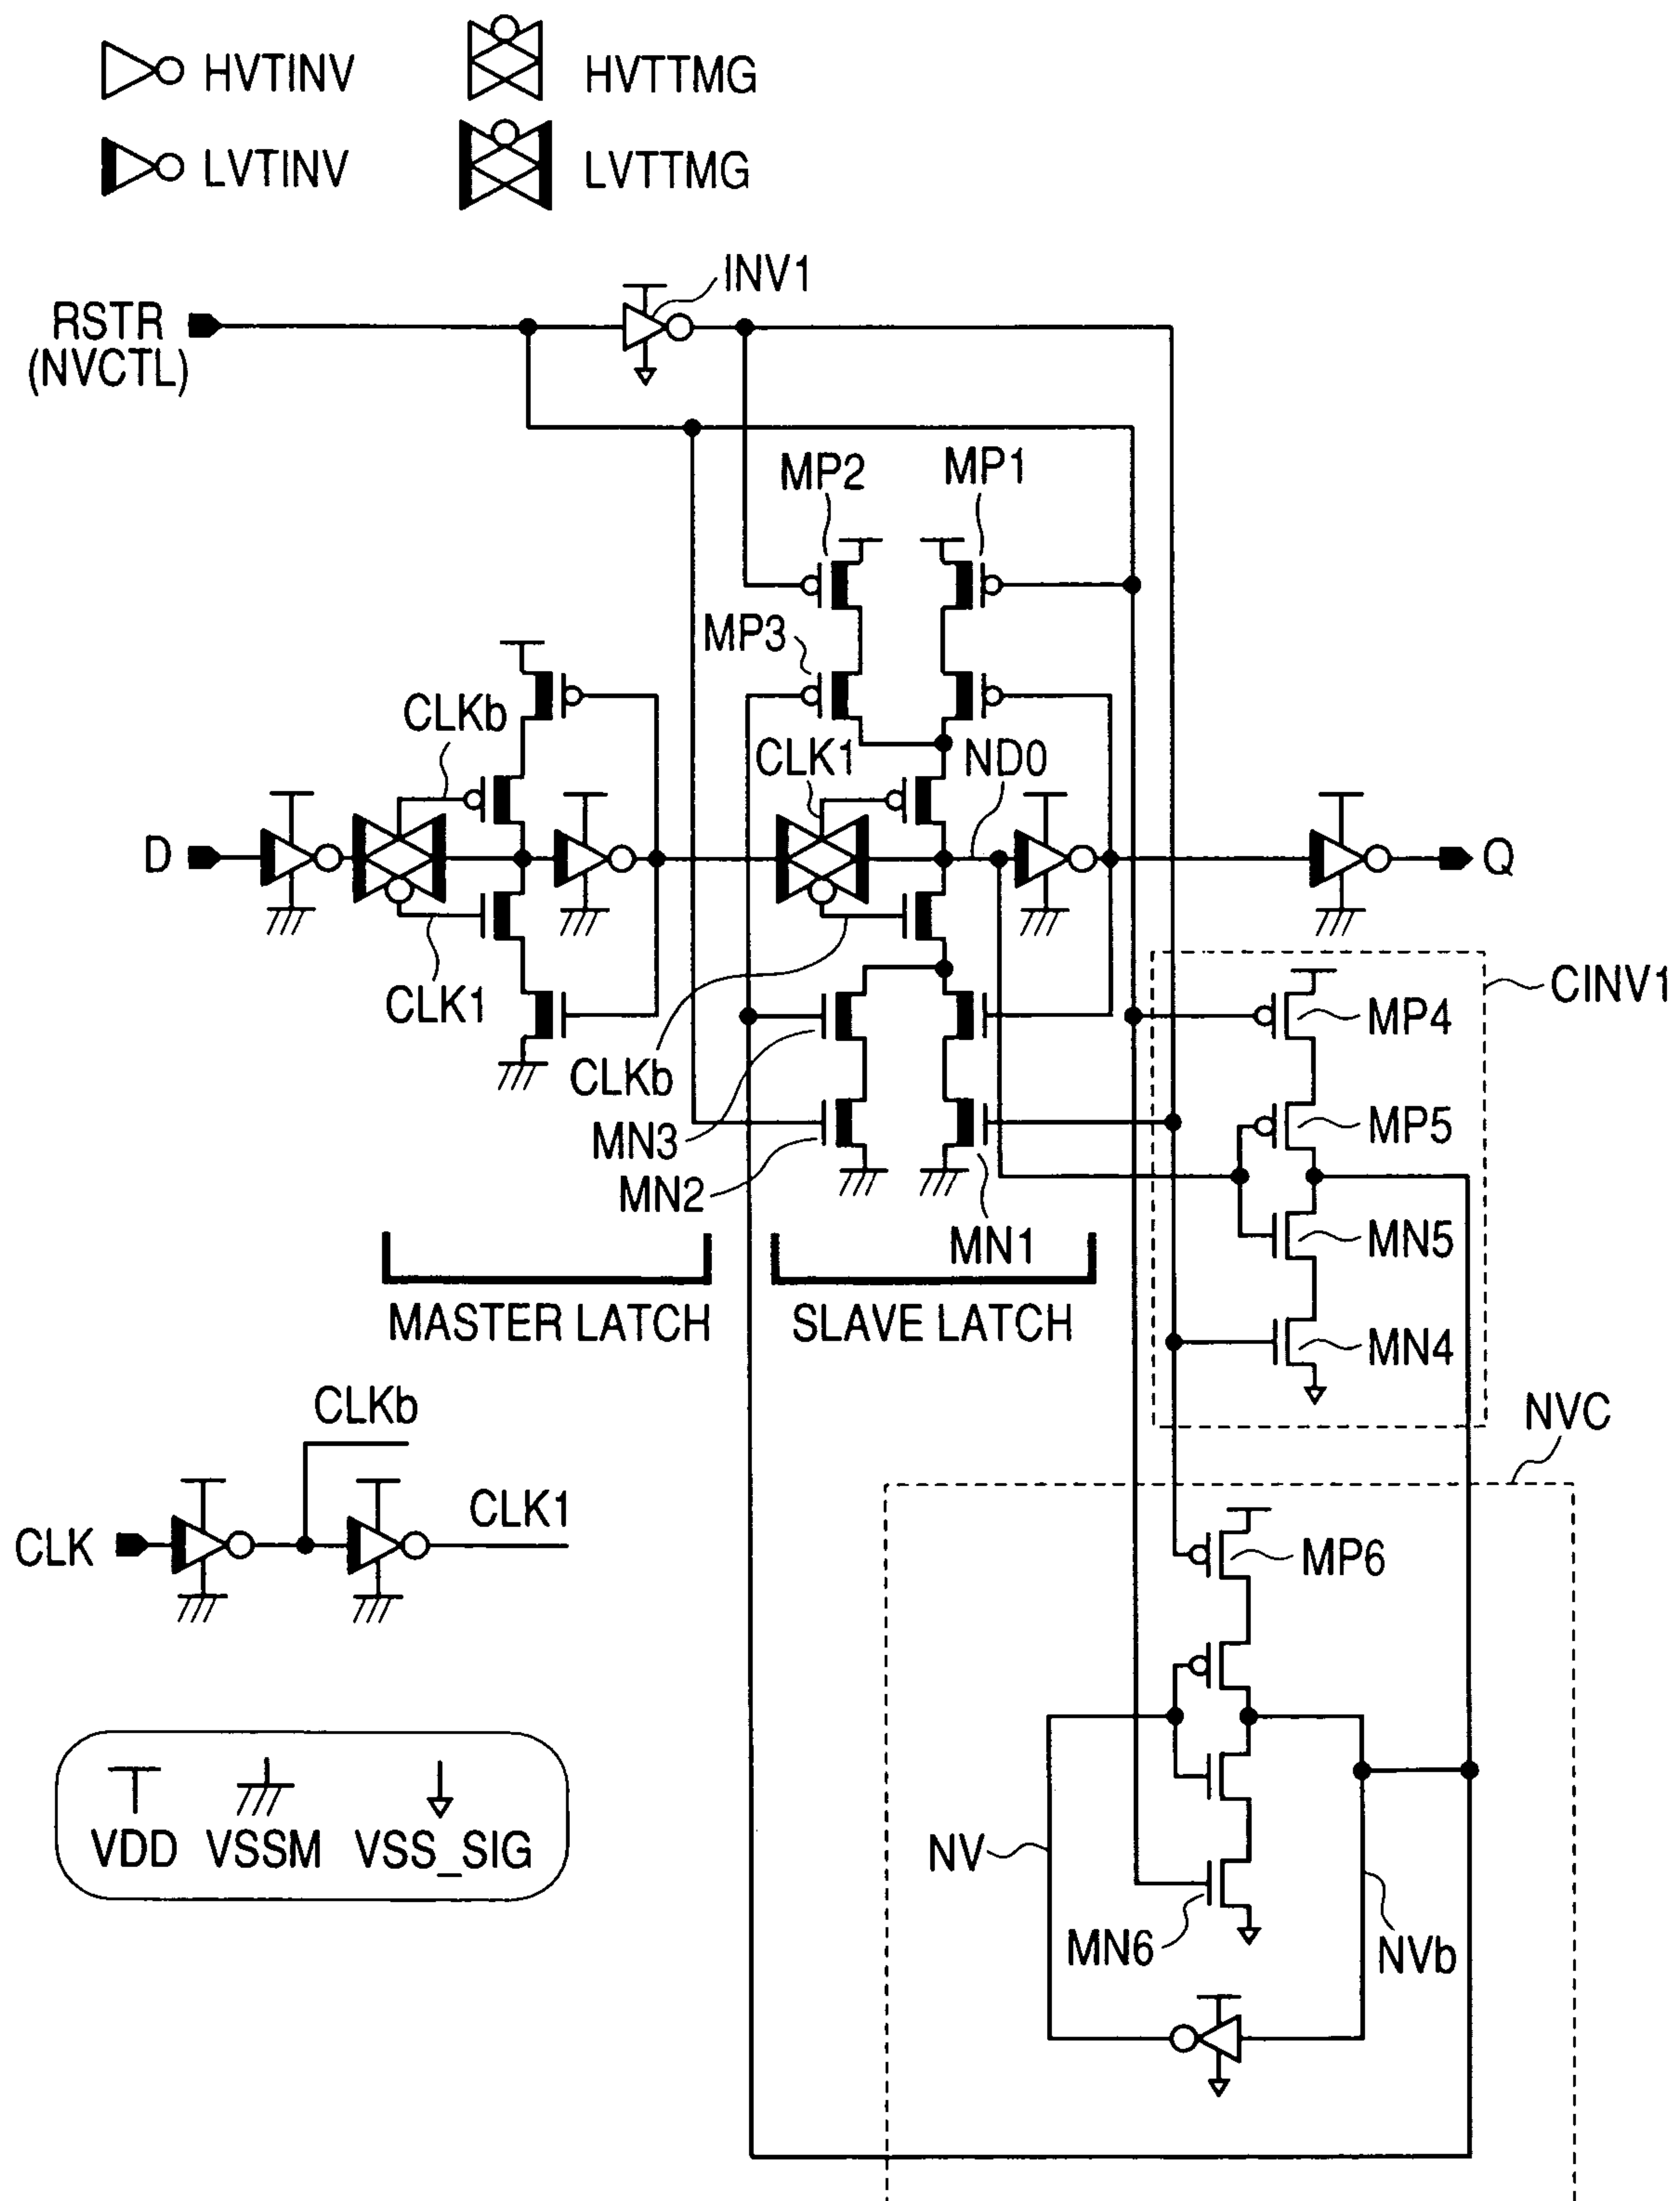 HVTINV
HVTTMG
LVTINV
LVTTMG
INV1
RSTR
(NVCTL)
MP2
MP1
MP3
CLKb
CLK1
ND0
D
Q
CLK1
CLKb
CINV1
MP4
MP5
MN3
MN2
MN1
MN5
MN4
MASTER LATCH
SLAVE LATCH
CLKb
NVC
CLK
CLK1
MP6
VDD
VSSM
VSS_SIG
NV
MN6
NVb